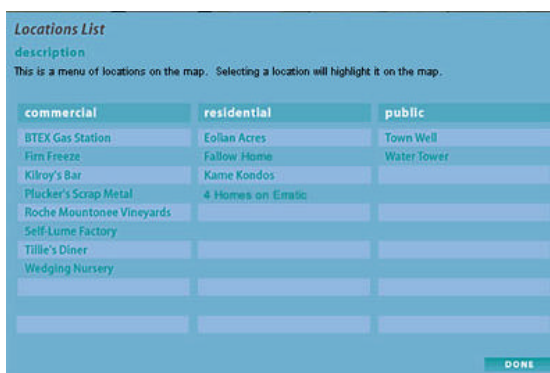 Locations List
description
This is a menu of locations on the map. Selecting a location will highlight it on the map.
commercial residential public
BTEX Gas Station Eolian Acres Town Well
Firn Freeze Fallow Home Water Tower
Kilroy's Bar Kame Kondos
Plucker's Scrap Metal 4 Homes on Erratic
Roche Mountonee Vineyards
Self-Lume Factory
Tillie's Diner
Wedging Nursery
DONE